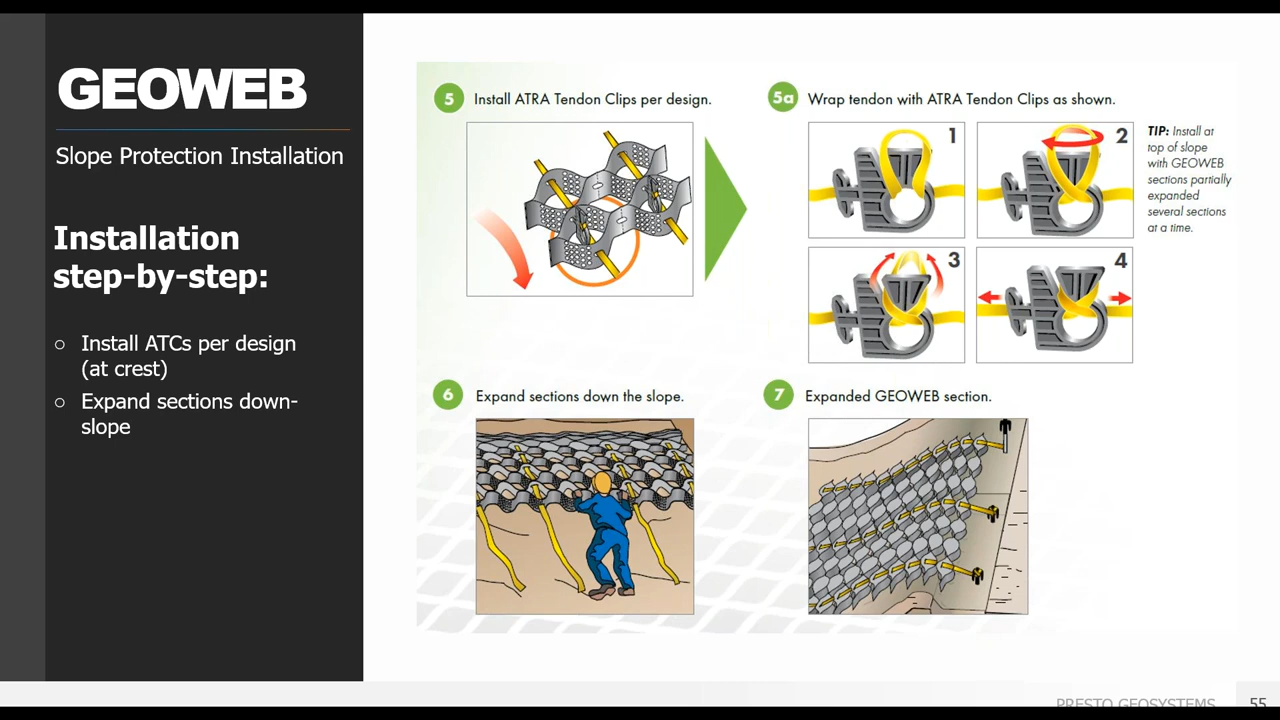 GEOWEB
Slope Protection Installation
Installation
step-by-step:
○ Install ATCs per design
(at crest)
○ Expand sections down-
slope
5 Install ATRA Tendon Clips per design.
5a Wrap tendon with ATRA Tendon Clips as shown.
1
2
3
4
TIP: Install at
top of slope
with GEOWEB
sections partially
expanded
several sections
at a time.
6 Expand sections down the slope.
7 Expanded GEOWEB section.
PRESTO GEOSYSTEMS
55